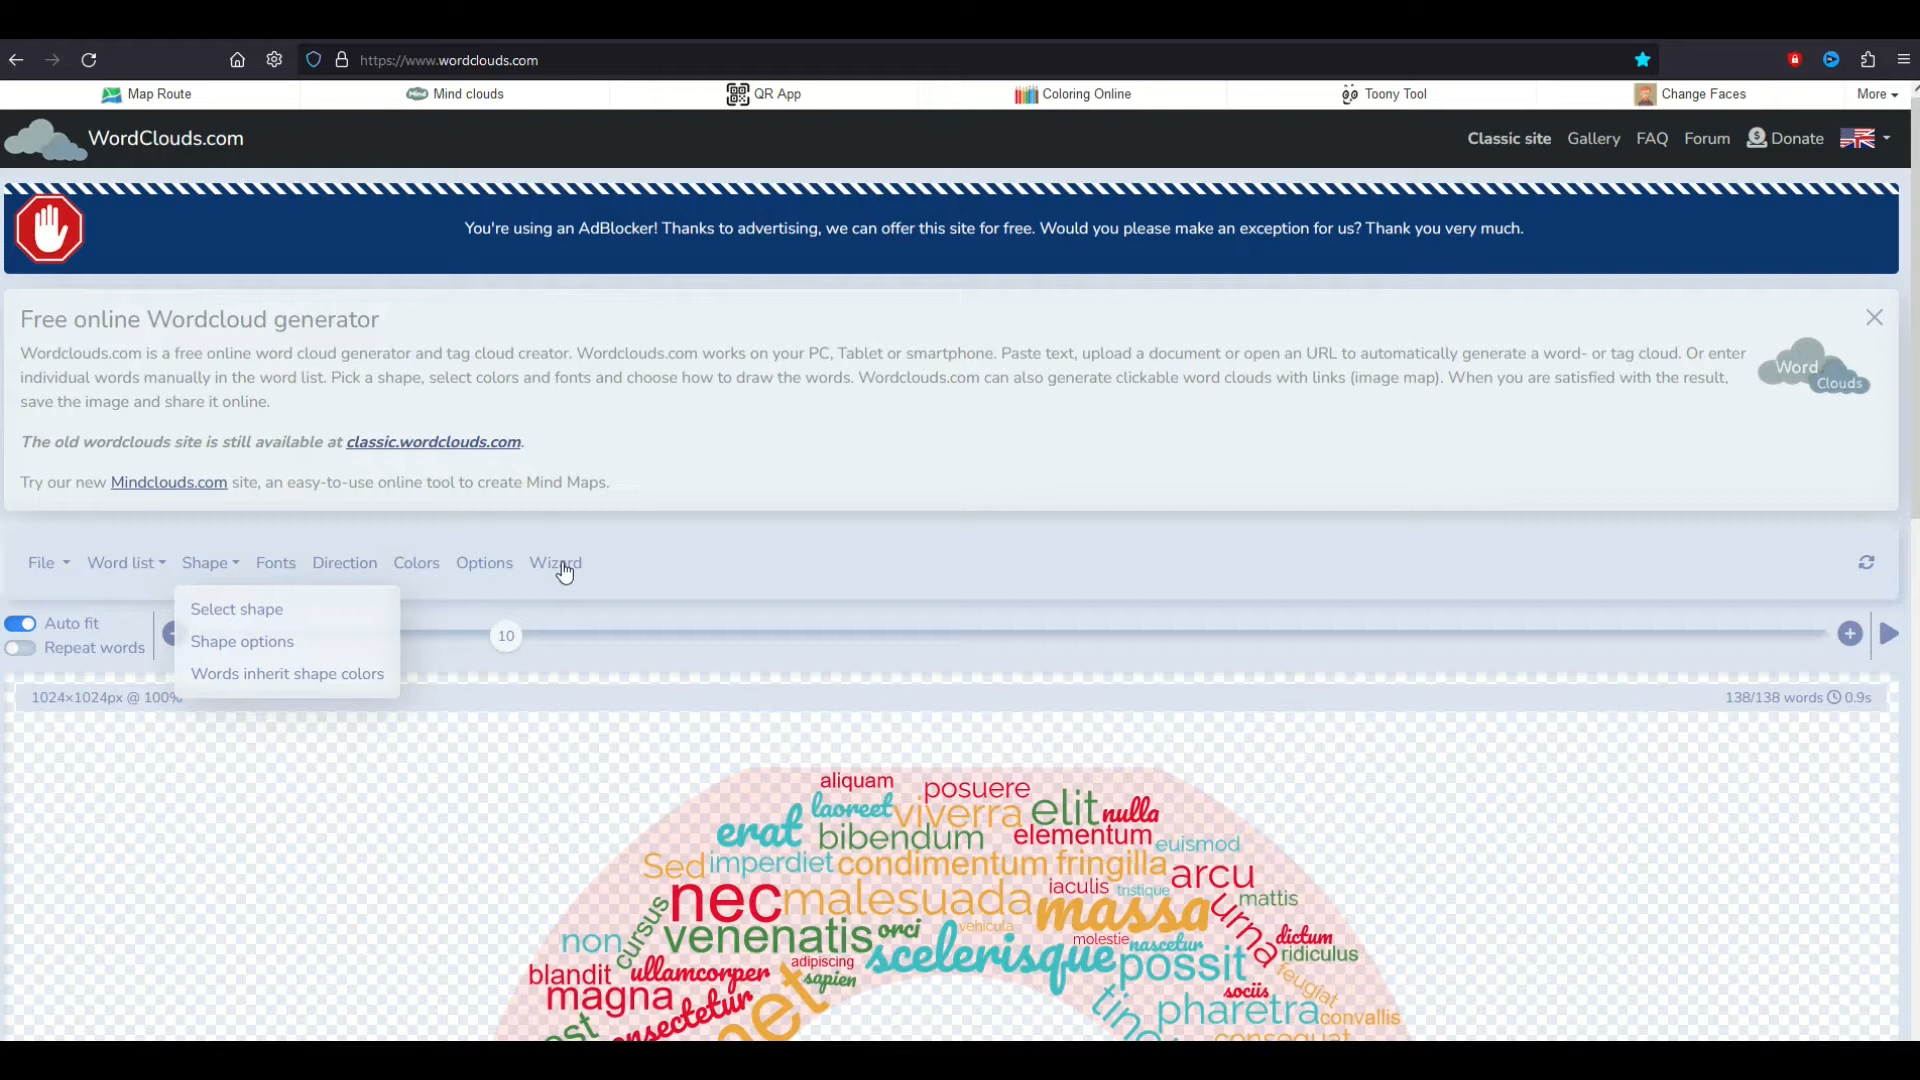 https://www.wordclouds.com
Map Route
Mind clouds
QR App
Coloring Online
Toony Tool
Change Faces
More
WordClouds.com
Classic site
Gallery
FAQ
Forum
Donate
You're using an AdBlocker! Thanks to advertising, we can offer this site for free. Would you please make an exception for us? Thank you very much.
Free online Wordcloud generator
Wordclouds.com is a free online word cloud generator and tag cloud creator. Wordclouds.com works on your PC, Tablet or smartphone. Paste text, upload a document or open an URL to automatically generate a word- or tag cloud. Or enter
individual words manually in the word list. Pick a shape, select colors and fonts and choose how to draw the words. Wordclouds.com can also generate clickable word clouds with links (image map). When you are satisfied with the result,
save the image and share it online.
Word
Clouds
The old wordclouds site is still available at classic.wordclouds.com.
Try our new Mindclouds.com site, an easy-to-use online tool to create Mind Maps.
File
Word list
Shape
Fonts
Direction
Colors
Options
Wizard
Select shape
Shape options
Words inherit shape colors
Auto fit
Repeat words
10
1024×1024px @ 100%
138/138 words
0.9s
aliquam
posuere
laoreet
viverra
elit
nulla
erat
bibendum
elementum
euismod
Sed
imperdiet
condimentum
fringilla
arcu
iaculis
tristique
mattis
nec
malesuada
massa
urna
cursus
venenatis
orci
vehicula
molestie
nascetur
dictum
ridiculus
non
adipiscing
scelerisque
possit
feugiat
blandit
ullamcorper
sapien
sociis
magna
consectetur
pharetra
convallis
consequat